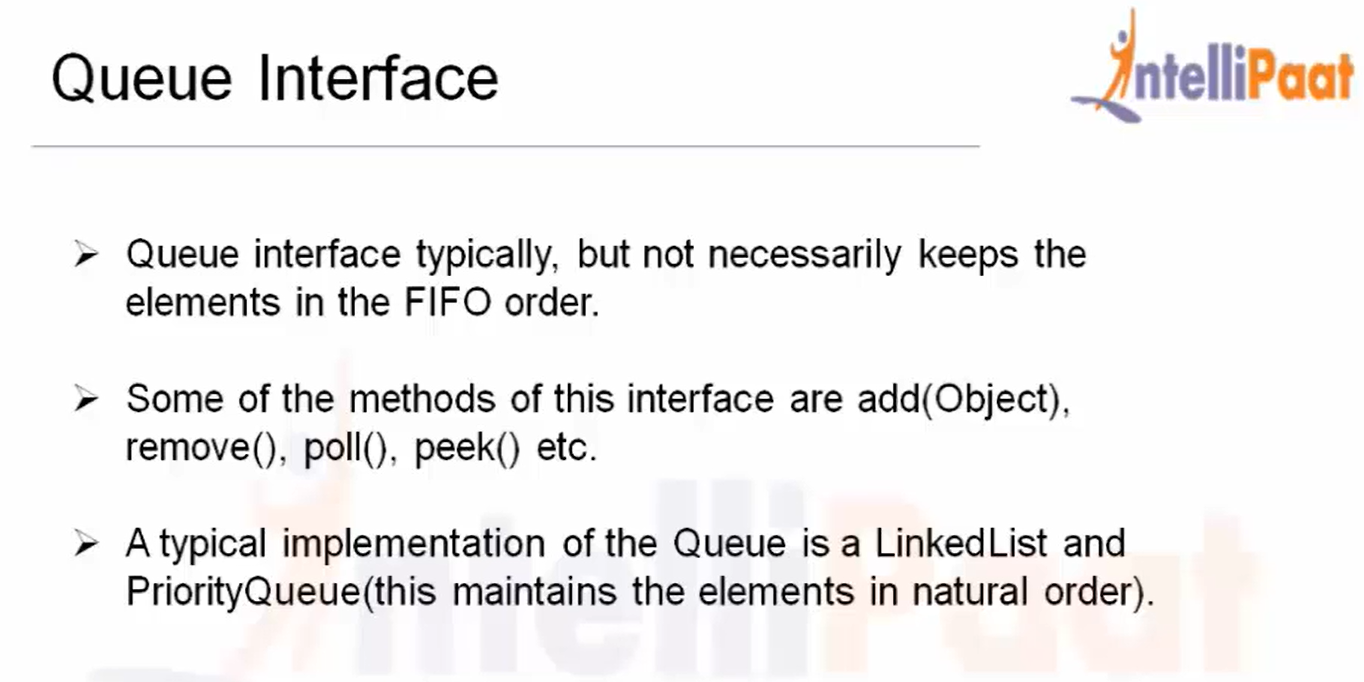 Queue Interface
IntelliPaat
➢ Queue interface typically, but not necessarily keeps the
elements in the FIFO order.
➢ Some of the methods of this interface are add(Object),
remove(), poll(), peek() etc.
➢ A typical implementation of the Queue is a LinkedList and
PriorityQueue(this maintains the elements in natural order).
IntelliPaat